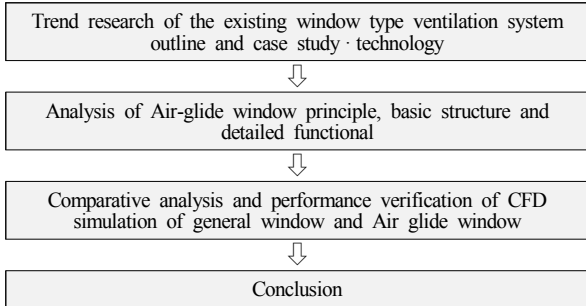 Trend research of the existing window type ventilation system
outline and case study · technology
Analysis of Air-glide window principle, basic structure and
detailed functional
Comparative analysis and performance verification of CFD
simulation of general window and Air glide window
Conclusion